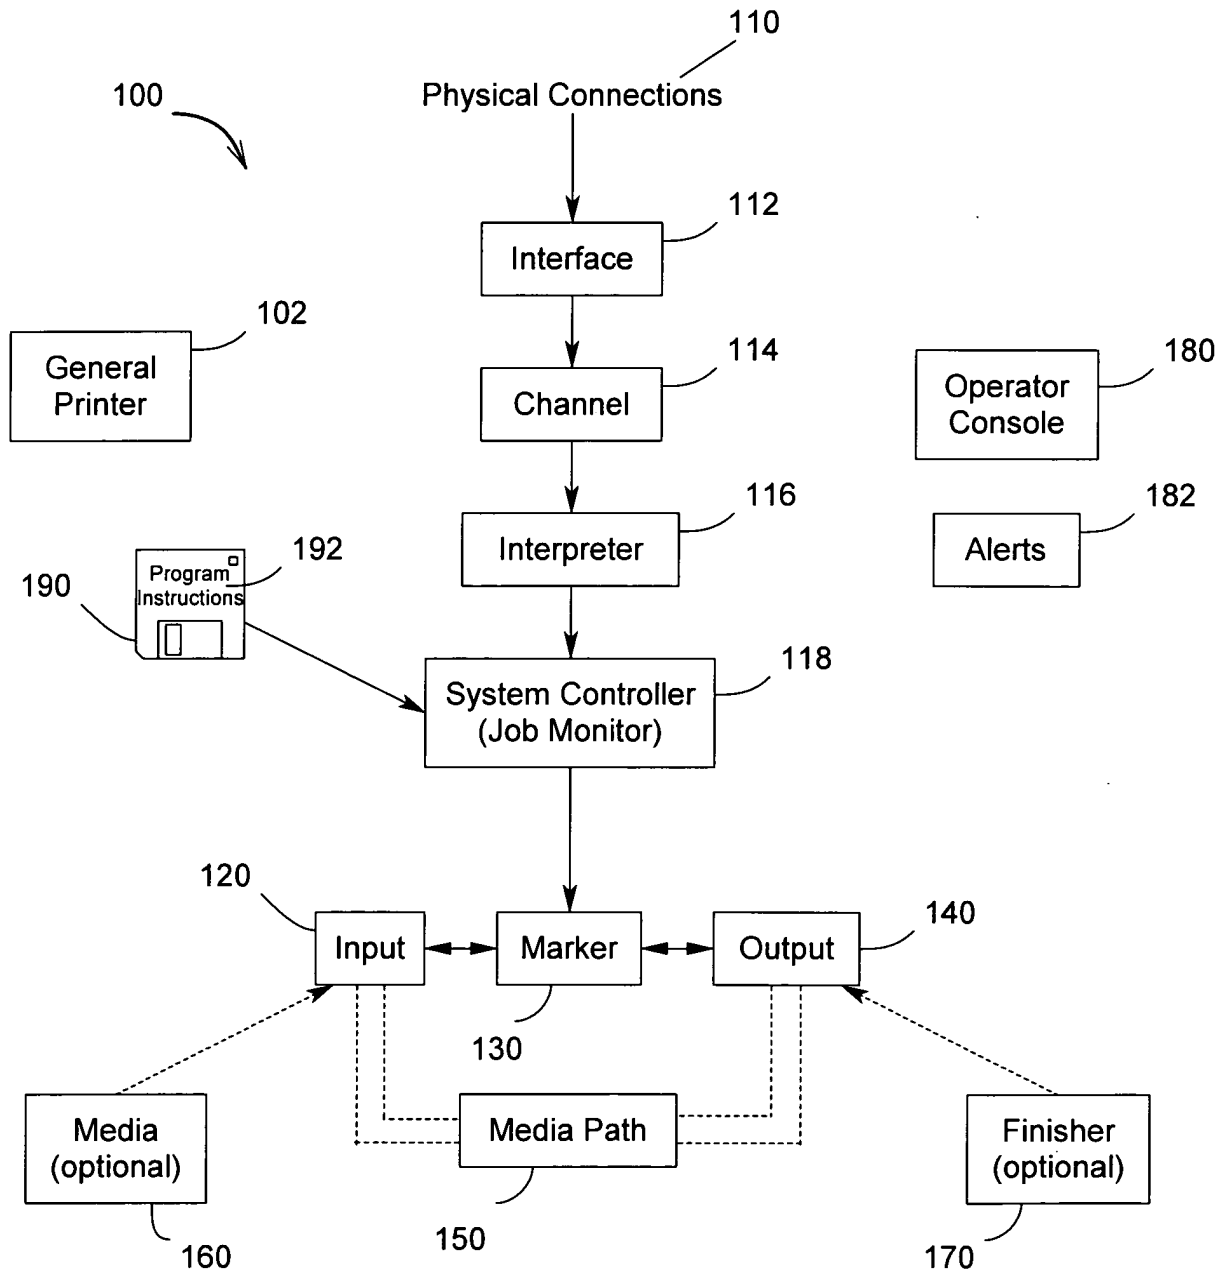 110
Physical Connections
100
112
Interface
102
General
Printer
114
Channel
180
Operator
Console
116
Interpreter
182
Alerts
192
Program
Instructions
190
118
System Controller
(Job Monitor)
120
Input
Marker
140
Output
130
Media
(optional)
Media Path
Finisher
(optional)
160
150
170